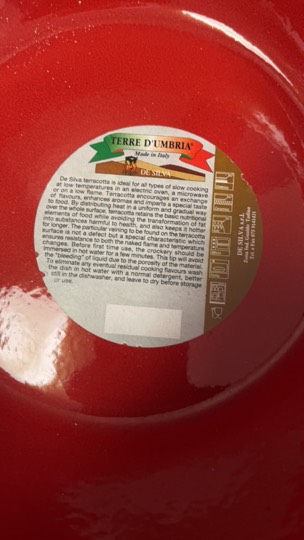 TERRE D'UMBRIA®
Made in Italy
DE SILVA
De Silva terracotta is ideal for all types of slow cooking
at low temperatures in an electric oven, a microwave
or on a low flame. Terracotta encourages an exchange
of flavours, enhances aromas and imparts a special taste
to food. By distributing heat in a uniform and gradual way
over the whole surface, terracotta retains the basic nutritional
elements of food while avoiding the transformation of fat
into substances harmful to health, and also keeps it hotter
for longer. The particular veining to be found on the terracotta
surface is not a defect but a special characteristic which
ensures resistance to both the naked flame and temperature
changes. Before first time use, the crockery should be
immersed in hot water for a few minutes. This tip will avoid
the "bleeding" of liquid due to the porosity of the material.
To eliminate any eventual residual cooking flavours wash
the dish in hot water with a normal detergent, better
still in the dishwasher, and leave to dry before storage
or use.
DE SILVA s.r.l.